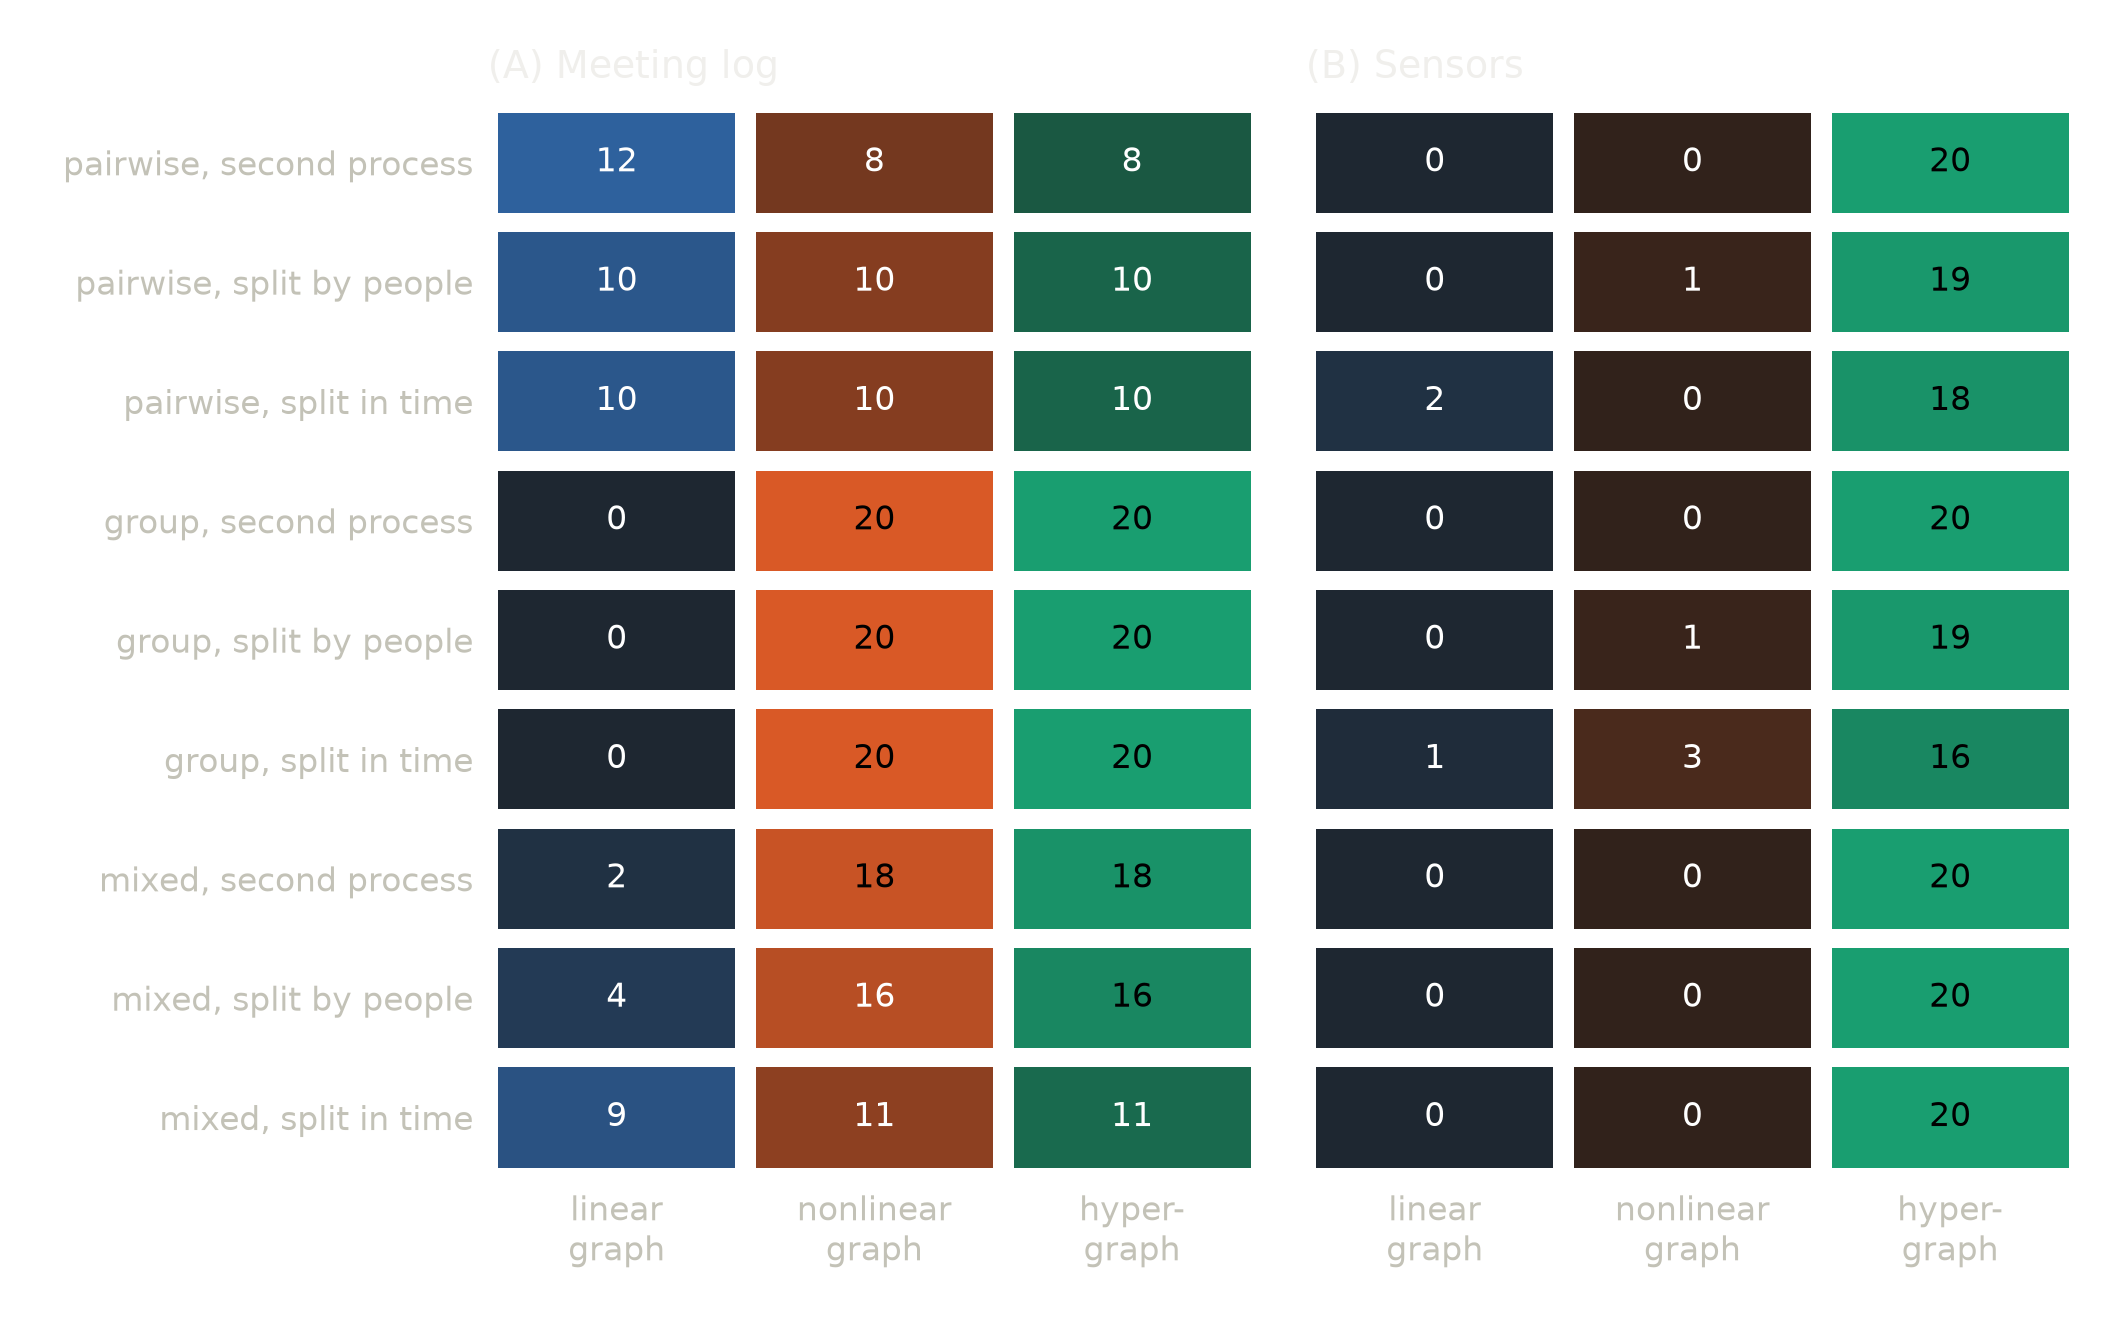 (A) Meeting log (B) Sensors
pairwise, second process 12 8 8 0 0 20
pairwise, split by people 10 10 10 0 1 19
pairwise, split in time 10 10 10 2 0 18
group, second process 0 20 20 0 0 20
group, split by people 0 20 20 0 1 19
group, split in time 0 20 20 1 3 16
mixed, second process 2 18 18 0 0 20
mixed, split by people 4 16 16 0 0 20
mixed, split in time 9 11 11 0 0 20
linear nonlinear hyper- linear nonlinear hyper-
graph graph graph graph graph graph